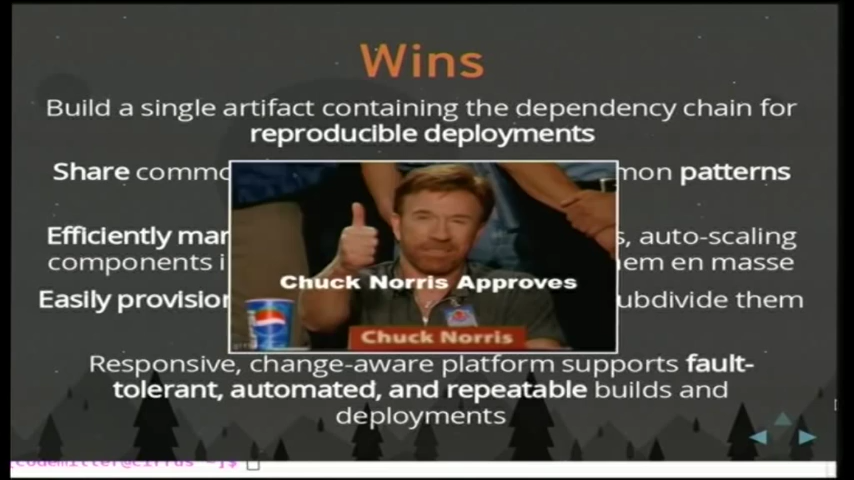 Wins
Build a single artifact containing the dependency chain for
reproducible deployments
Share commo mon patterns
Efficiently mar s, auto-scaling
components i hem en masse
Easily provision ubdivide them
Chuck Norris Approves
Chuck Norris
Responsive, change-aware platform supports fault-
tolerant, automated, and repeatable builds and
deployments